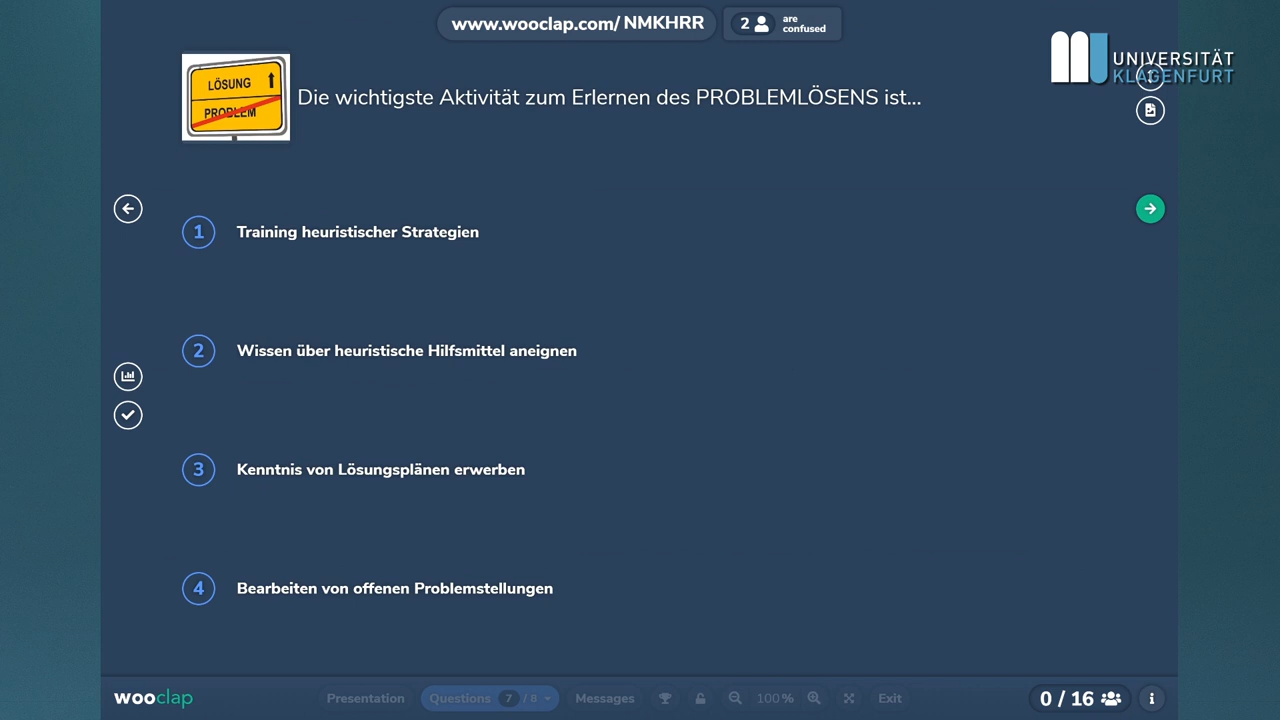 www.wooclap.com/ NMKHRR
2
are
confused
UNIVERSITÄT
KLAGENFURT
LÖSUNG
PROBLEM
Die wichtigste Aktivität zum Erlernen des PROBLEMLÖSENS ist...
1 Training heuristischer Strategien
2 Wissen über heuristische Hilfsmittel aneignen
3 Kenntnis von Lösungsplänen erwerben
4 Bearbeiten von offenen Problemstellungen
wooclap Presentation Questions 7 / 8 Messages 100% Exit 0 / 16 i